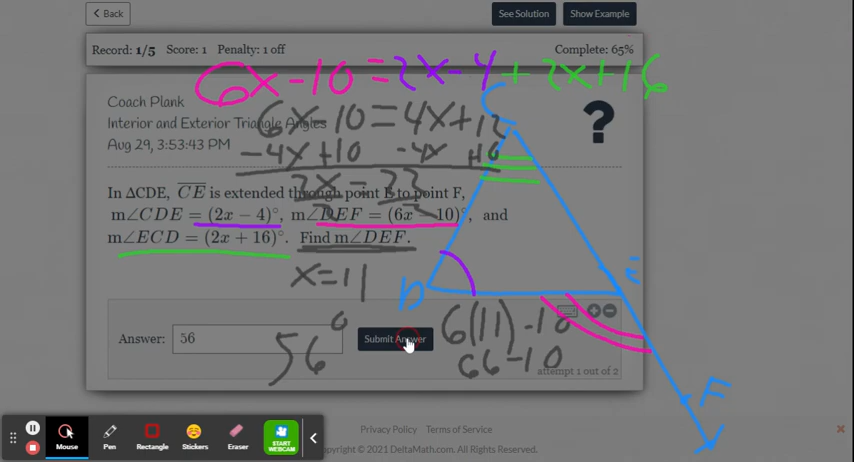 Back
See Solution
Show Example
Record: 1/5 Score: 1 Penalty: 1 off
Complete: 65%
6x-10=2x-4+2x+16
Coach Plank
Interior and Exterior Triangle Angles
Aug 29, 3:53:43 PM
?
C
6x-10=4x+12
-4x+10 -4x +10
2x = 22
In ΔCDE, CE is extended through point E to point F,
m∠CDE = (2x − 4)°, m∠DEF = (6x − 10)°, and
m∠ECD = (2x + 16)°. Find m∠DEF.
x=11
D
E
Answer:
56
Submit Answer
56°
6(11)-10
66-10
attempt 1 out of 2
F
Mouse
Pen
Rectangle
Stickers
Eraser
START
WEBCAM
Privacy Policy Terms of Service
pyright © 2021 DeltaMath.com. All Rights Reserved.